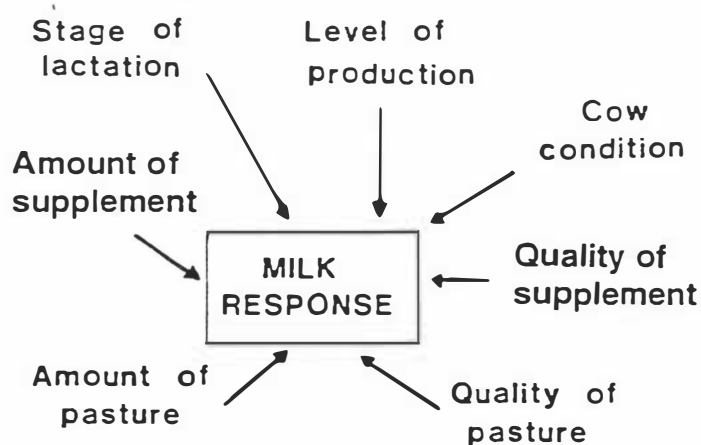 Stage of
lactation
Level of
production
Cow
condition
Amount of
supplement
MILK
RESPONSE
Quality of
supplement
Amount of
pasture
Quality of
pasture